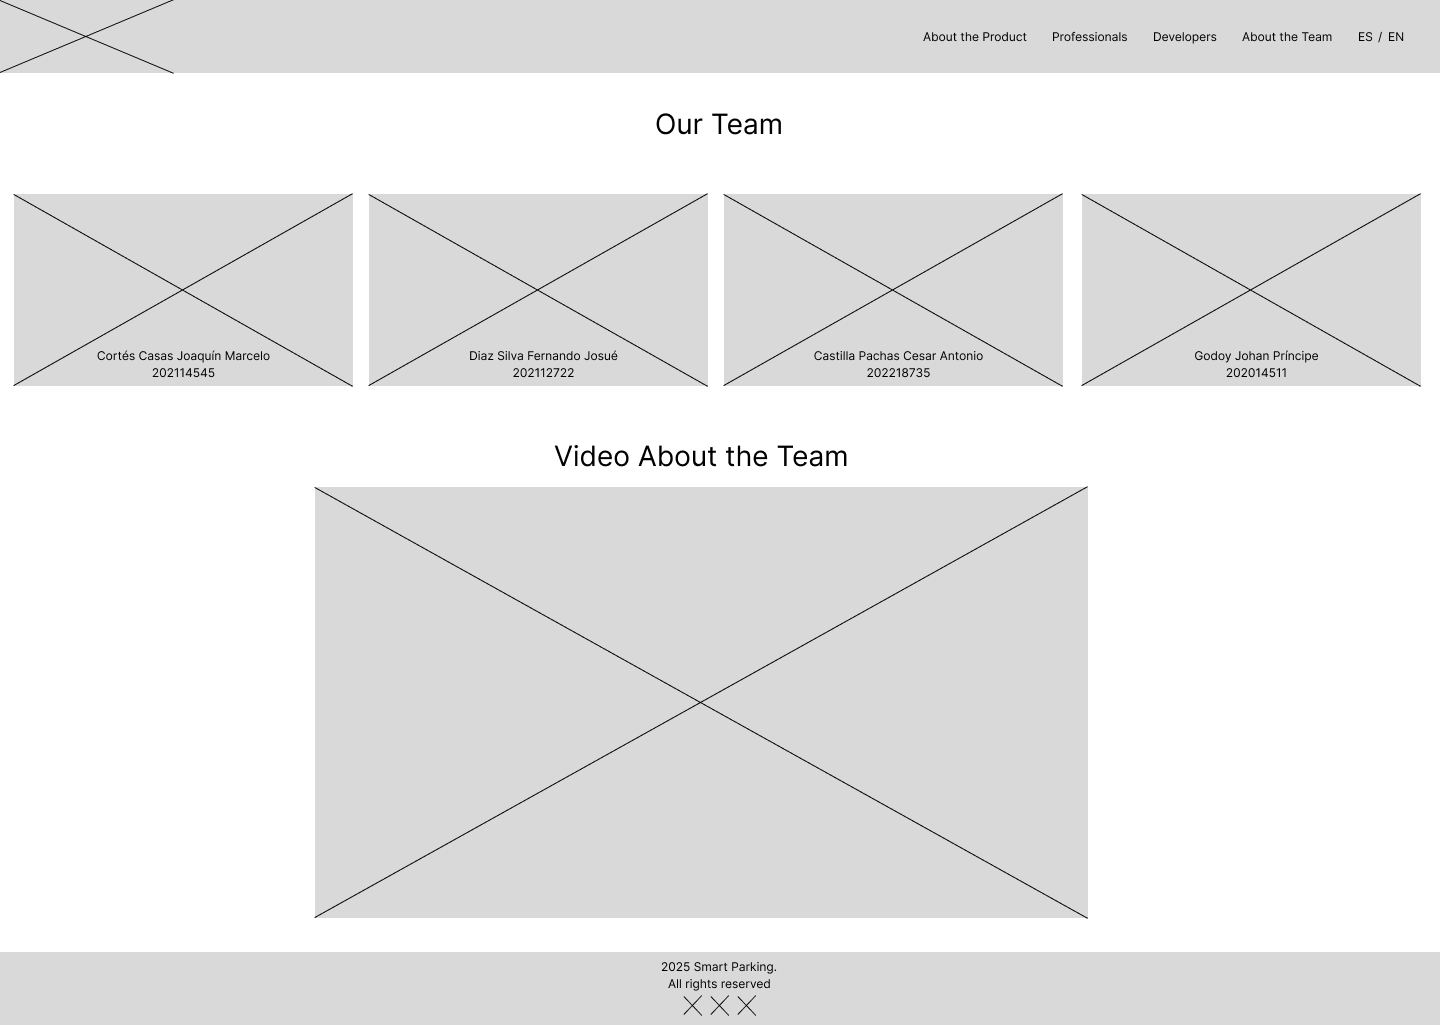 About the Product Professionals Developers About the Team ES / EN
Our Team
Cortés Casas Joaquín Marcelo
202114545
Diaz Silva Fernando Josué
202112722
Castilla Pachas Cesar Antonio
202218735
Godoy Johan Príncipe
202014511
Video About the Team
2025 Smart Parking.
All rights reserved